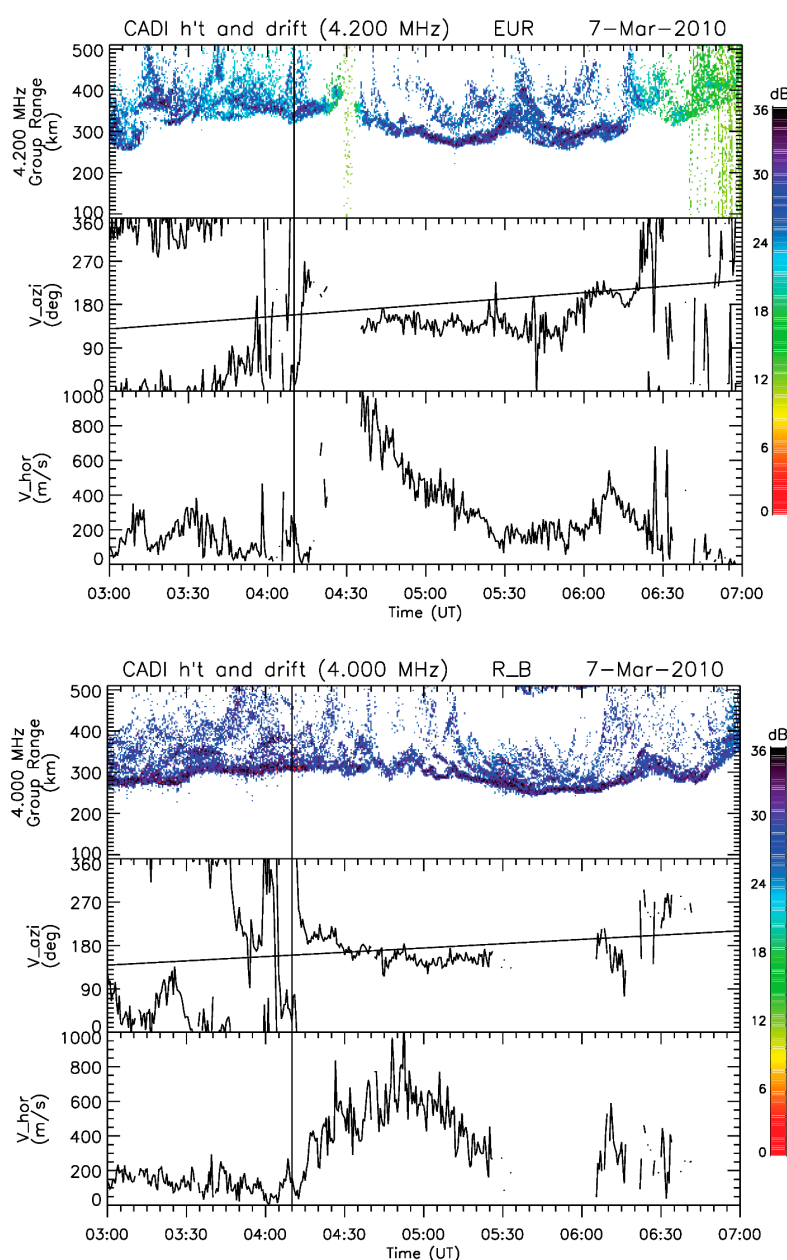 CADI h't and drift (4.200 MHz) EUR 7-Mar-2010
4.200 MHz
Group Range
(km)
500
400
300
200
100
dB
36
30
24
18
12
6
0
V_azi
(deg)
360
270
180
90
0
V_hor
(m/s)
1000
800
600
400
200
0
03:00 03:30 04:00 04:30 05:00 05:30 06:00 06:30 07:00
Time (UT)
CADI h't and drift (4.000 MHz) R_B 7-Mar-2010
4.000 MHz
Group Range
(km)
500
400
300
200
100
dB
36
30
24
18
12
6
0
V_azi
(deg)
360
270
180
90
0
V_hor
(m/s)
1000
800
600
400
200
0
03:00 03:30 04:00 04:30 05:00 05:30 06:00 06:30 07:00
Time (UT)